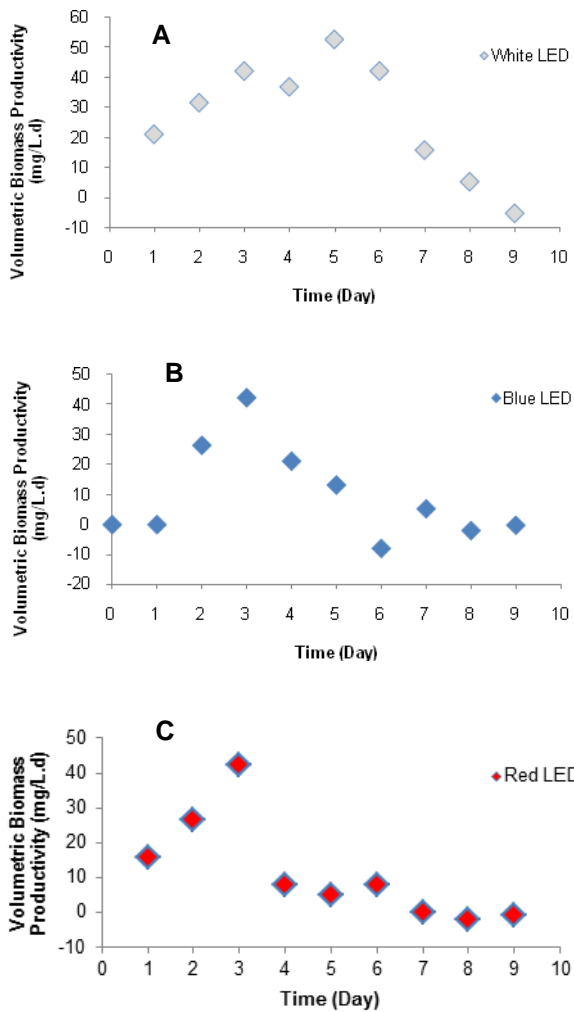 A
60
50
40
30
20
10
0
-10
Volumetric Biomass Productivity
(mg/L.d)
White LED
0 1 2 3 4 5 6 7 8 9 10
Time (Day)
B
50
40
30
20
10
0
-10
-20
Volumetric Biomass Productivity
(mg/L.d)
Blue LED
0 1 2 3 4 5 6 7 8 9 10
Time (Day)
C
50
40
30
20
10
0
-10
Volumetric Biomass
Productivity (mg/L.d)
Red LED
0 1 2 3 4 5 6 7 8 9 10
Time (Day)